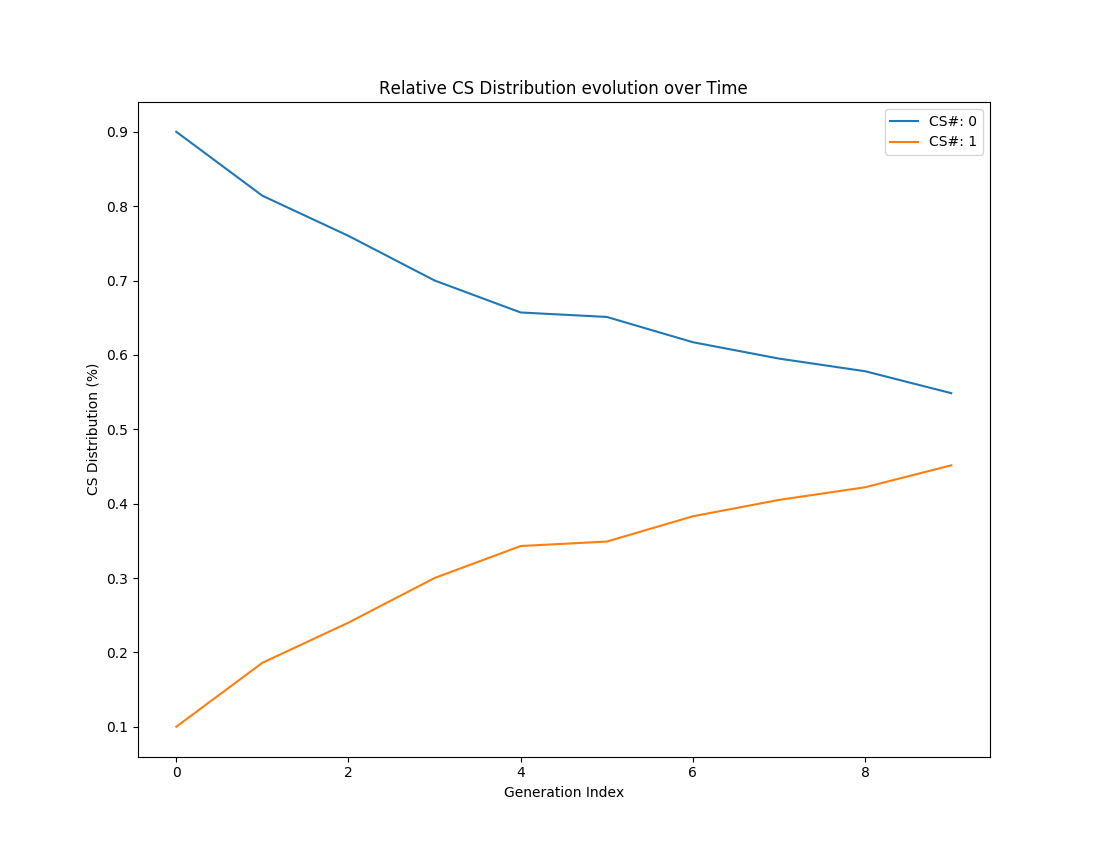 Relative CS Distribution evolution over Time
CS#: 0
CS#: 1
CS Distribution (%)
0.9
0.8
0.7
0.6
0.5
0.4
0.3
0.2
0.1
0 2 4 6 8
Generation Index